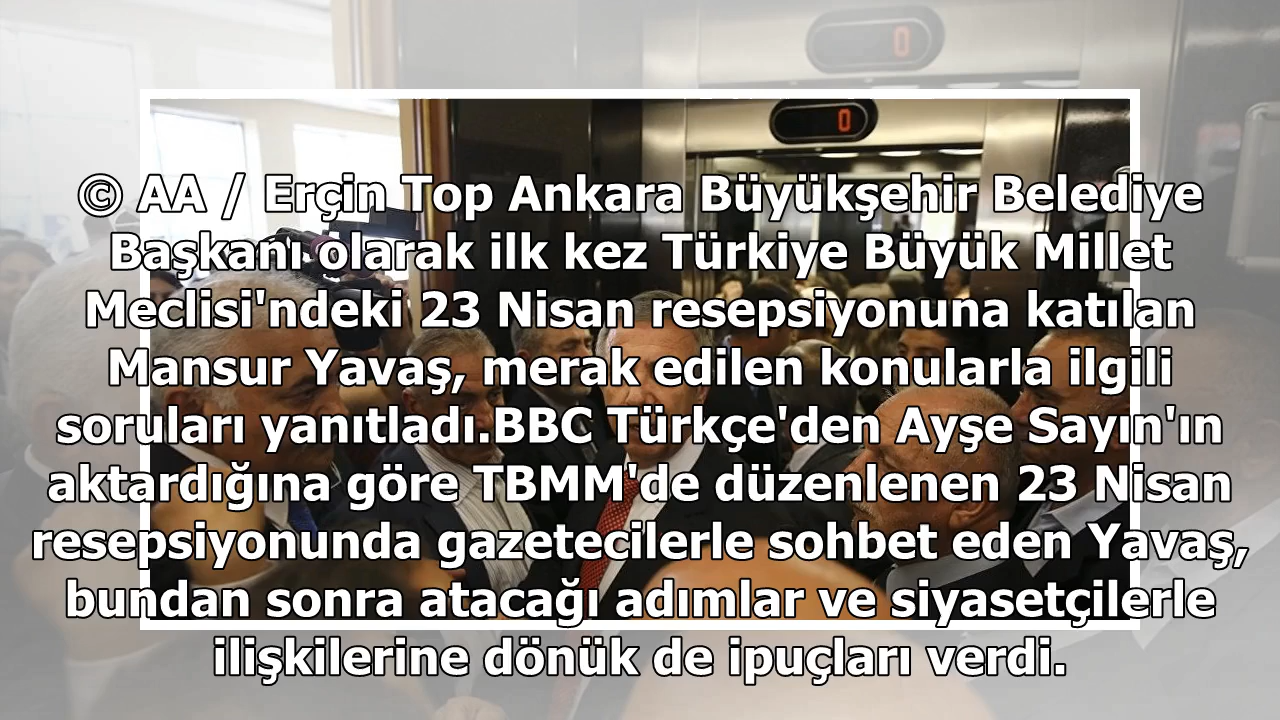 0
0
© AA / Erçin Top Ankara Büyükşehir Belediye
Başkanı olarak ilk kez Türkiye Büyük Millet
Meclisi'ndeki 23 Nisan resepsiyonuna katılan
Mansur Yavaş, merak edilen konularla ilgili
soruları yanıtladı.BBC Türkçe'den Ayşe Sayın'ın
aktardığına göre TBMM'de düzenlenen 23 Nisan
resepsiyonunda gazetecilerle sohbet eden Yavaş,
bundan sonra atacağı adımlar ve siyasetçilerle
ilişkilerine dönük de ipuçları verdi.